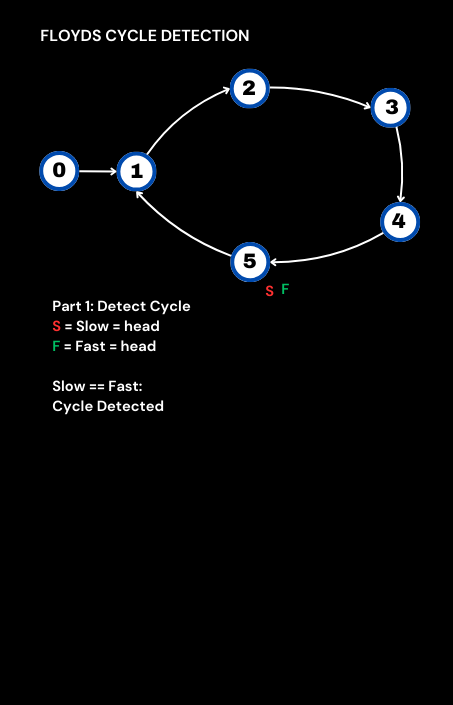 FLOYDS CYCLE DETECTION
2
3
0
1
4
5
S F
Part 1: Detect Cycle
S = Slow = head
F = Fast = head
Slow == Fast:
Cycle Detected